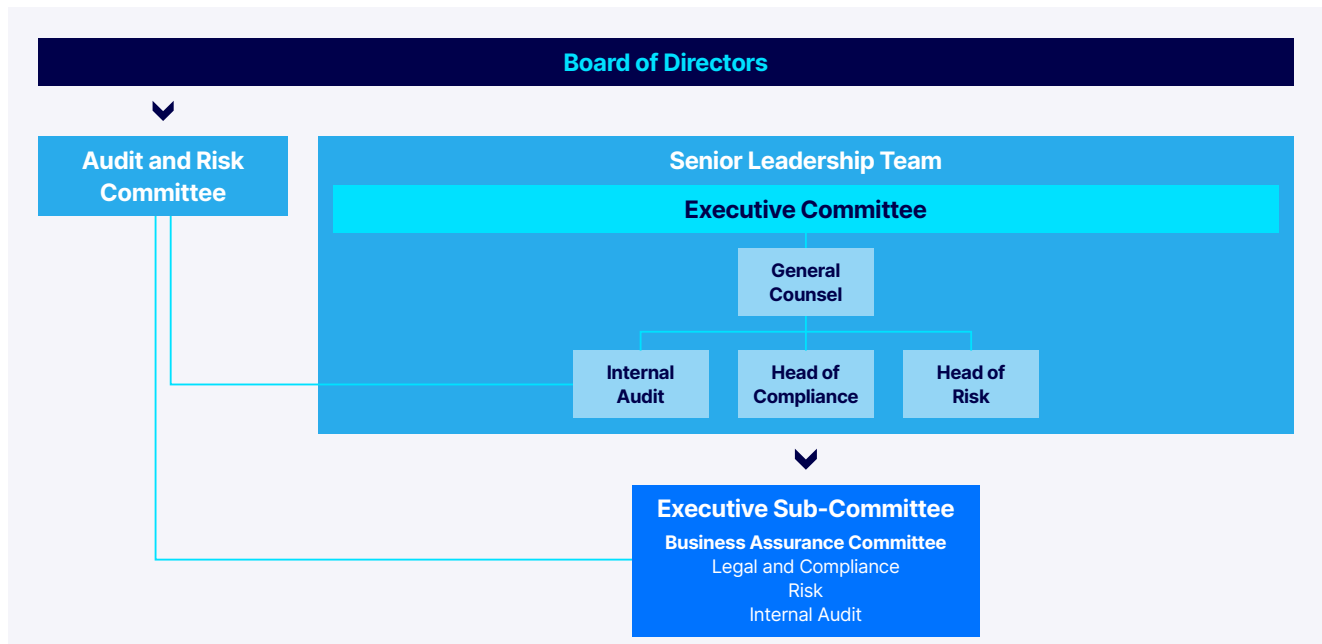 Board of Directors
Audit and Risk
Committee
Senior Leadership Team
Executive Committee
General
Counsel
Internal
Audit
Head of
Compliance
Head of
Risk
Executive Sub-Committee
Business Assurance Committee
Legal and Compliance
Risk
Internal Audit